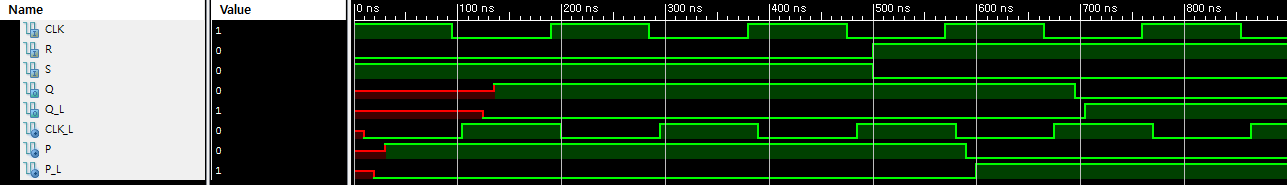 Name Value 0 ns 100 ns 200 ns 300 ns 400 ns 500 ns 600 ns 700 ns 800 ns
CLK 1
R 0
S 0
Q 0
Q_L 1
CLK_L 0
P 0
P_L 1